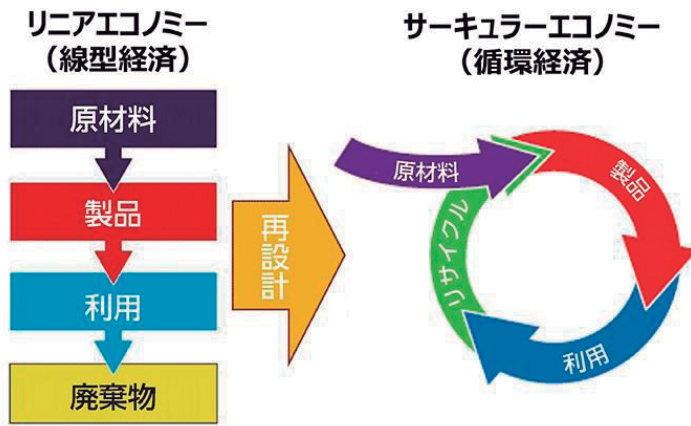 リニアエコノミー
（線型経済）
原材料
製品
利用
廃棄物
再設計
サーキュラーエコノミー
（循環経済）
原材料
製品
利用
リサイクル